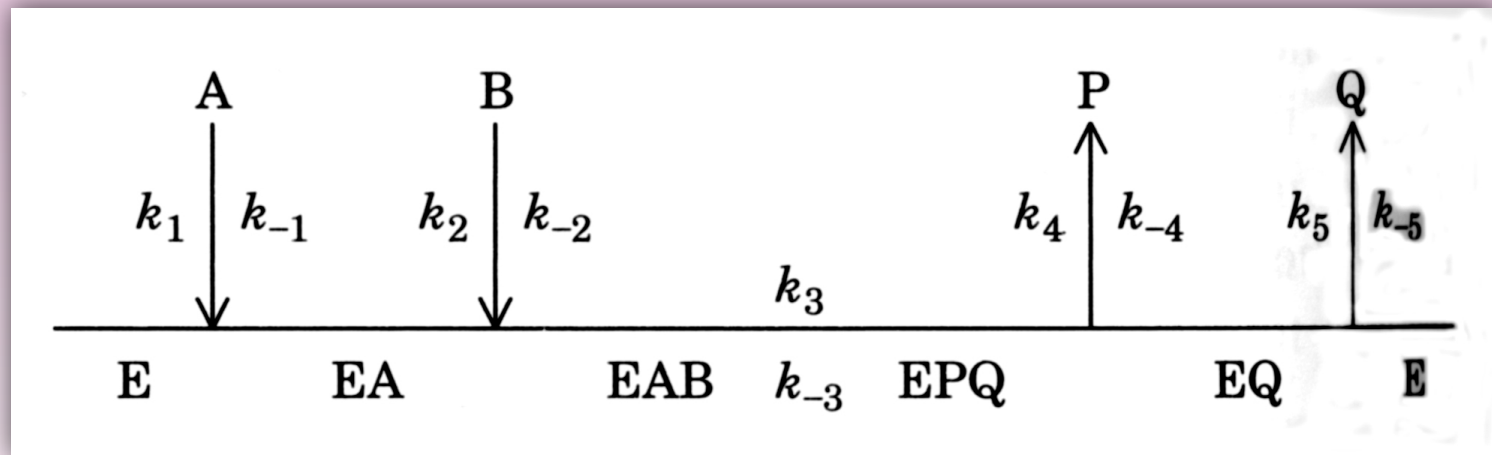 A B P Q
k₁ k₋₁ k₂ k₋₂ k₄ k₋₄ k₅ k₋₅
k₃
E EA EAB k₋₃ EPQ EQ E